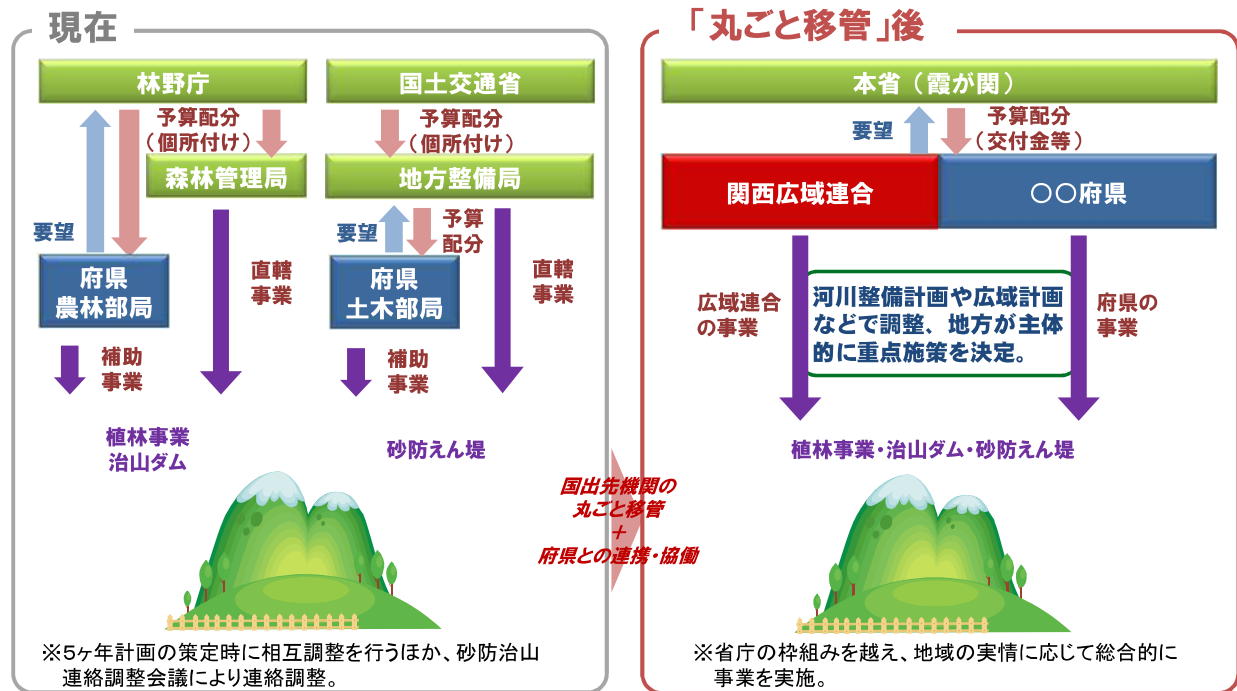 現在
林野庁
国土交通省
予算配分
（個所付け）
予算配分
（個所付け）
森林管理局
地方整備局
要望
要望
予算
配分
府県
農林部局
直轄
事業
府県
土木部局
直轄
事業
補助
事業
補助
事業
植林事業
治山ダム
砂防えん堤
※５ヶ年計画の策定時に相互調整を行うほか、砂防治山
連絡調整会議により連絡調整。
国出先機関の
丸ごと移管
＋
府県との連携・協働
「丸ごと移管」後
本省（霞が関）
要望
予算配分
（交付金等）
関西広域連合
〇〇府県
広域連合
の事業
河川整備計画や広域計画
などで調整、地方が主体
的に重点施策を決定。
府県の
事業
植林事業・治山ダム・砂防えん堤
※省庁の枠組みを越え、地域の実情に応じて総合的に
事業を実施。